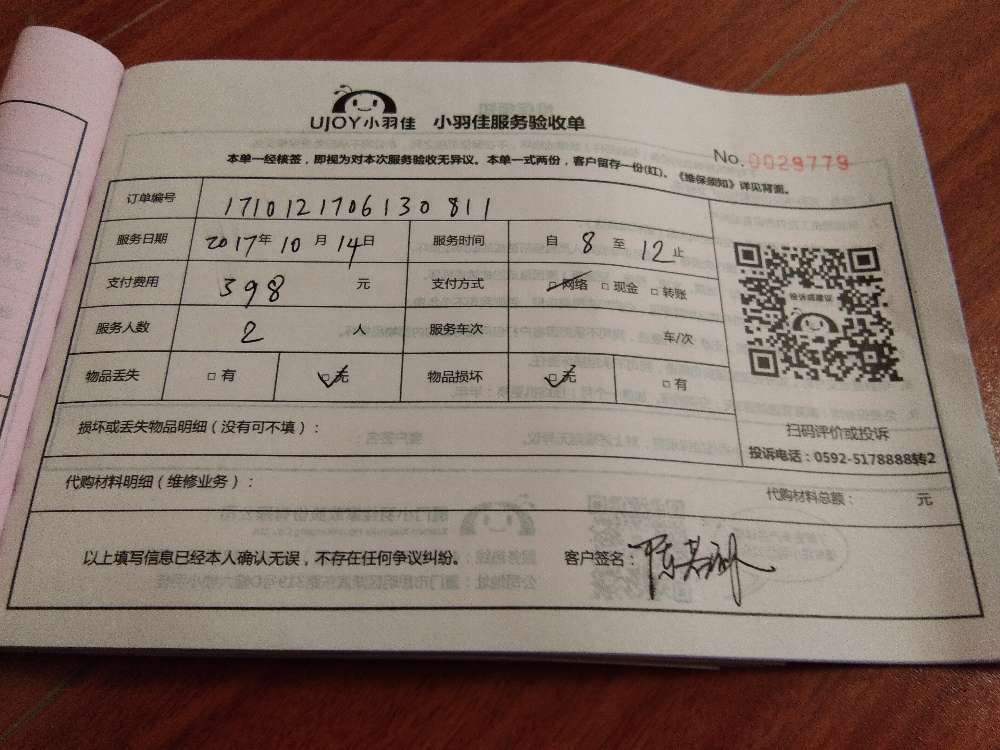 UJOY小羽佳 小羽佳服务验收单
No. 0029779
本单一经核签，即视为对本次服务验收无异议。本单一式两份，客户留存一份(红)。《维保须知》详见背面。
订单编号 1710121706130811
服务日期 2017年10月14日 服务时间 自8至12止
支付费用 398元 支付方式 □网络 □现金 □转账
服务人数 2人 服务车次 车/次
物品丢失 □有 □无 物品损坏 □无 □有
投诉或建议
扫码评价或投诉
投诉电话：0592-5178888转2
损坏或丢失物品明细（没有可不填）：
代购材料明细（维修业务）： 代购材料总额： 元
以上填写信息已经本人确认无误，不存在任何争议纠纷。 客户签名：